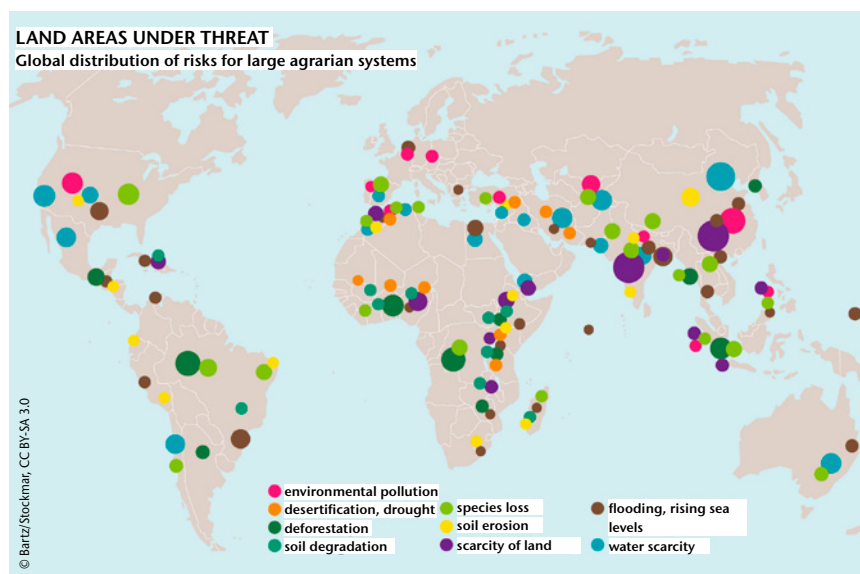 LAND AREAS UNDER THREAT
Global distribution of risks for large agrarian systems
environmental pollution
desertification, drought
deforestation
soil degradation
species loss
soil erosion
scarcity of land
flooding, rising sea
levels
water scarcity
© Bartz/Stockmar, CC BY-SA 3.0